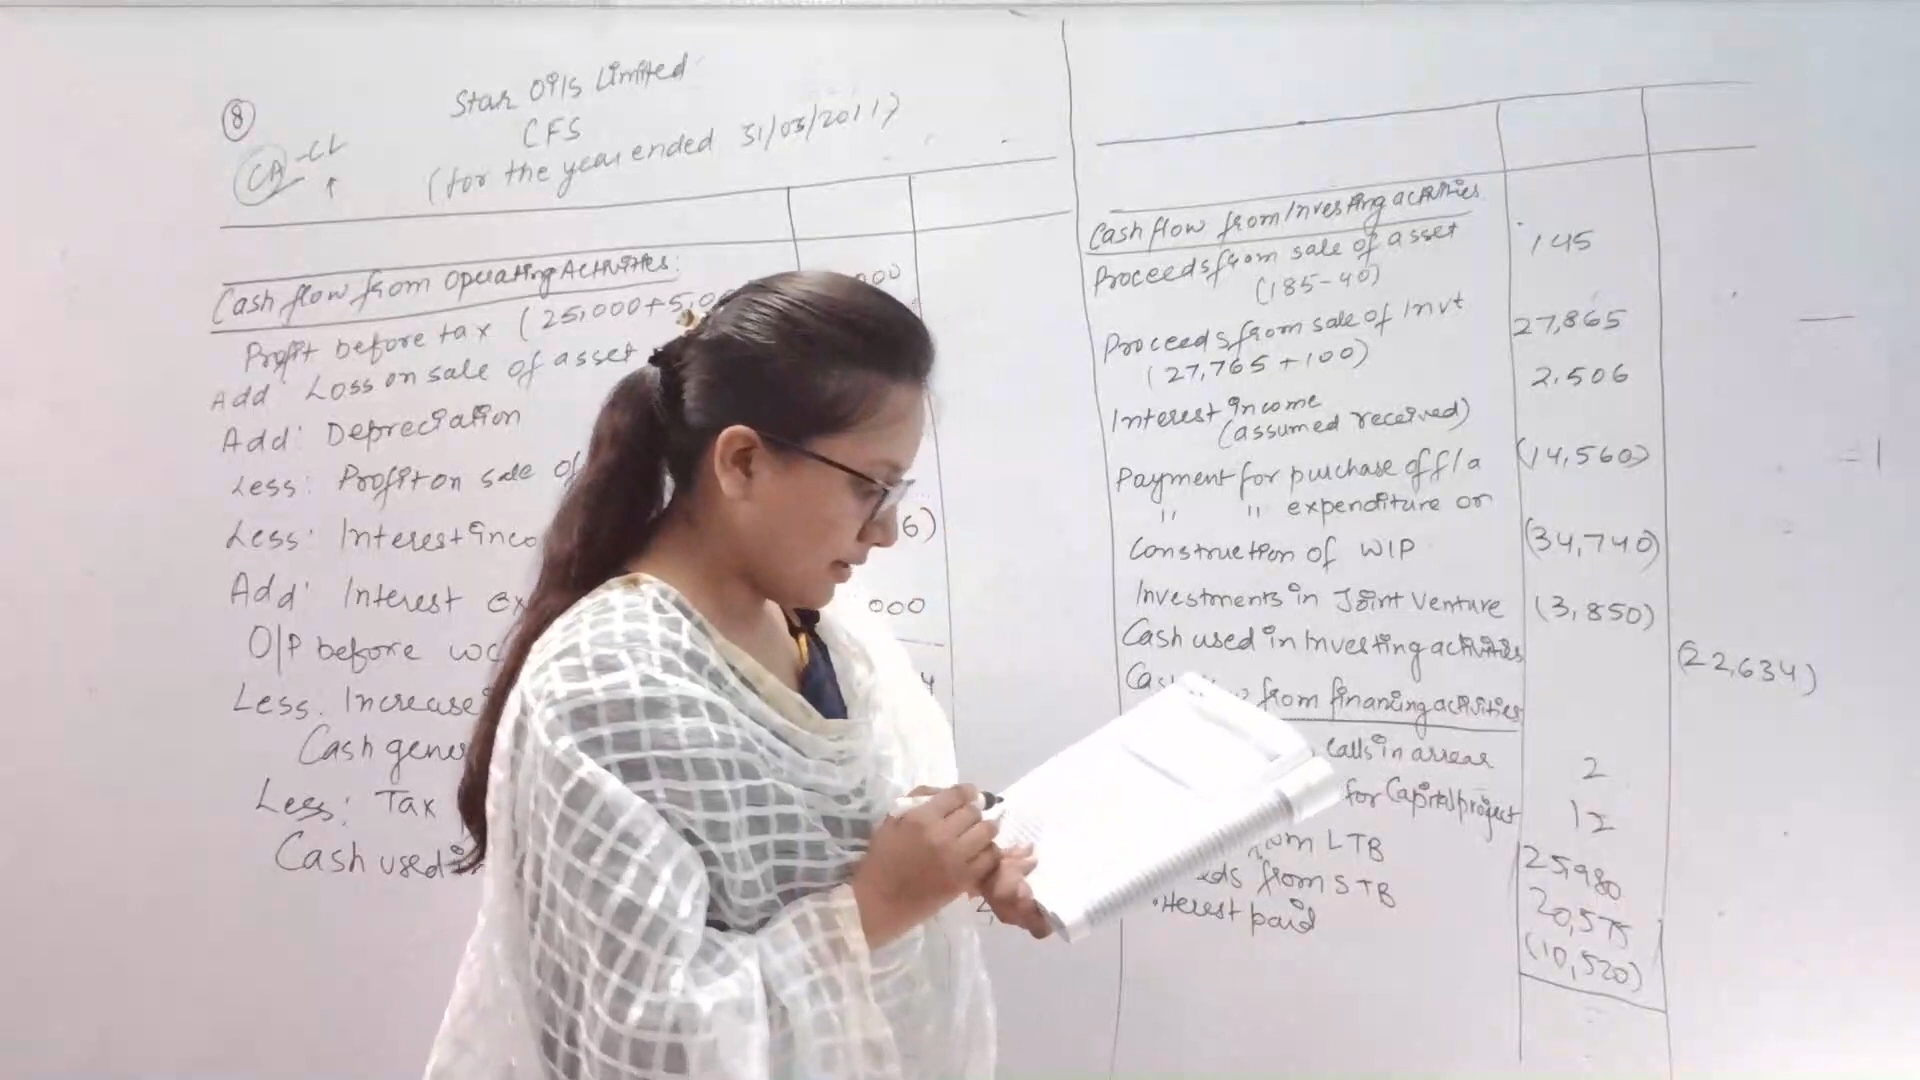 8
CA - CL
↑
Star Oils Limited
CFS
(for the year ended 31/03/2011)
Cash flow from Operating Activities:
Profit before tax (25,000+5,00
000
Add: Loss on sale of asset
Add: Depreciation
Less: Profit on sale of
Less: Interest inco
6)
Add: Interest ex
000
O/P before wc
Less. Increase
Cash gene
Less: Tax
Cash used in
Cash flow from Investing activities
Proceeds from sale of asset 145
(185-40)
Proceeds from sale of Invt 27,865
(27,765 + 100)
Interest income 2,506
(assumed received)
Payment for purchase of f/a (14,560)
" " expenditure on
Construction of WIP (34,740)
Investments in Joint Venture (3,850)
Cash used in Investing activities (22,634)
from financing activities
Calls in arrear 2
for Capital project 12
LTB 25,980
from STB 20,575
paid (10,520)